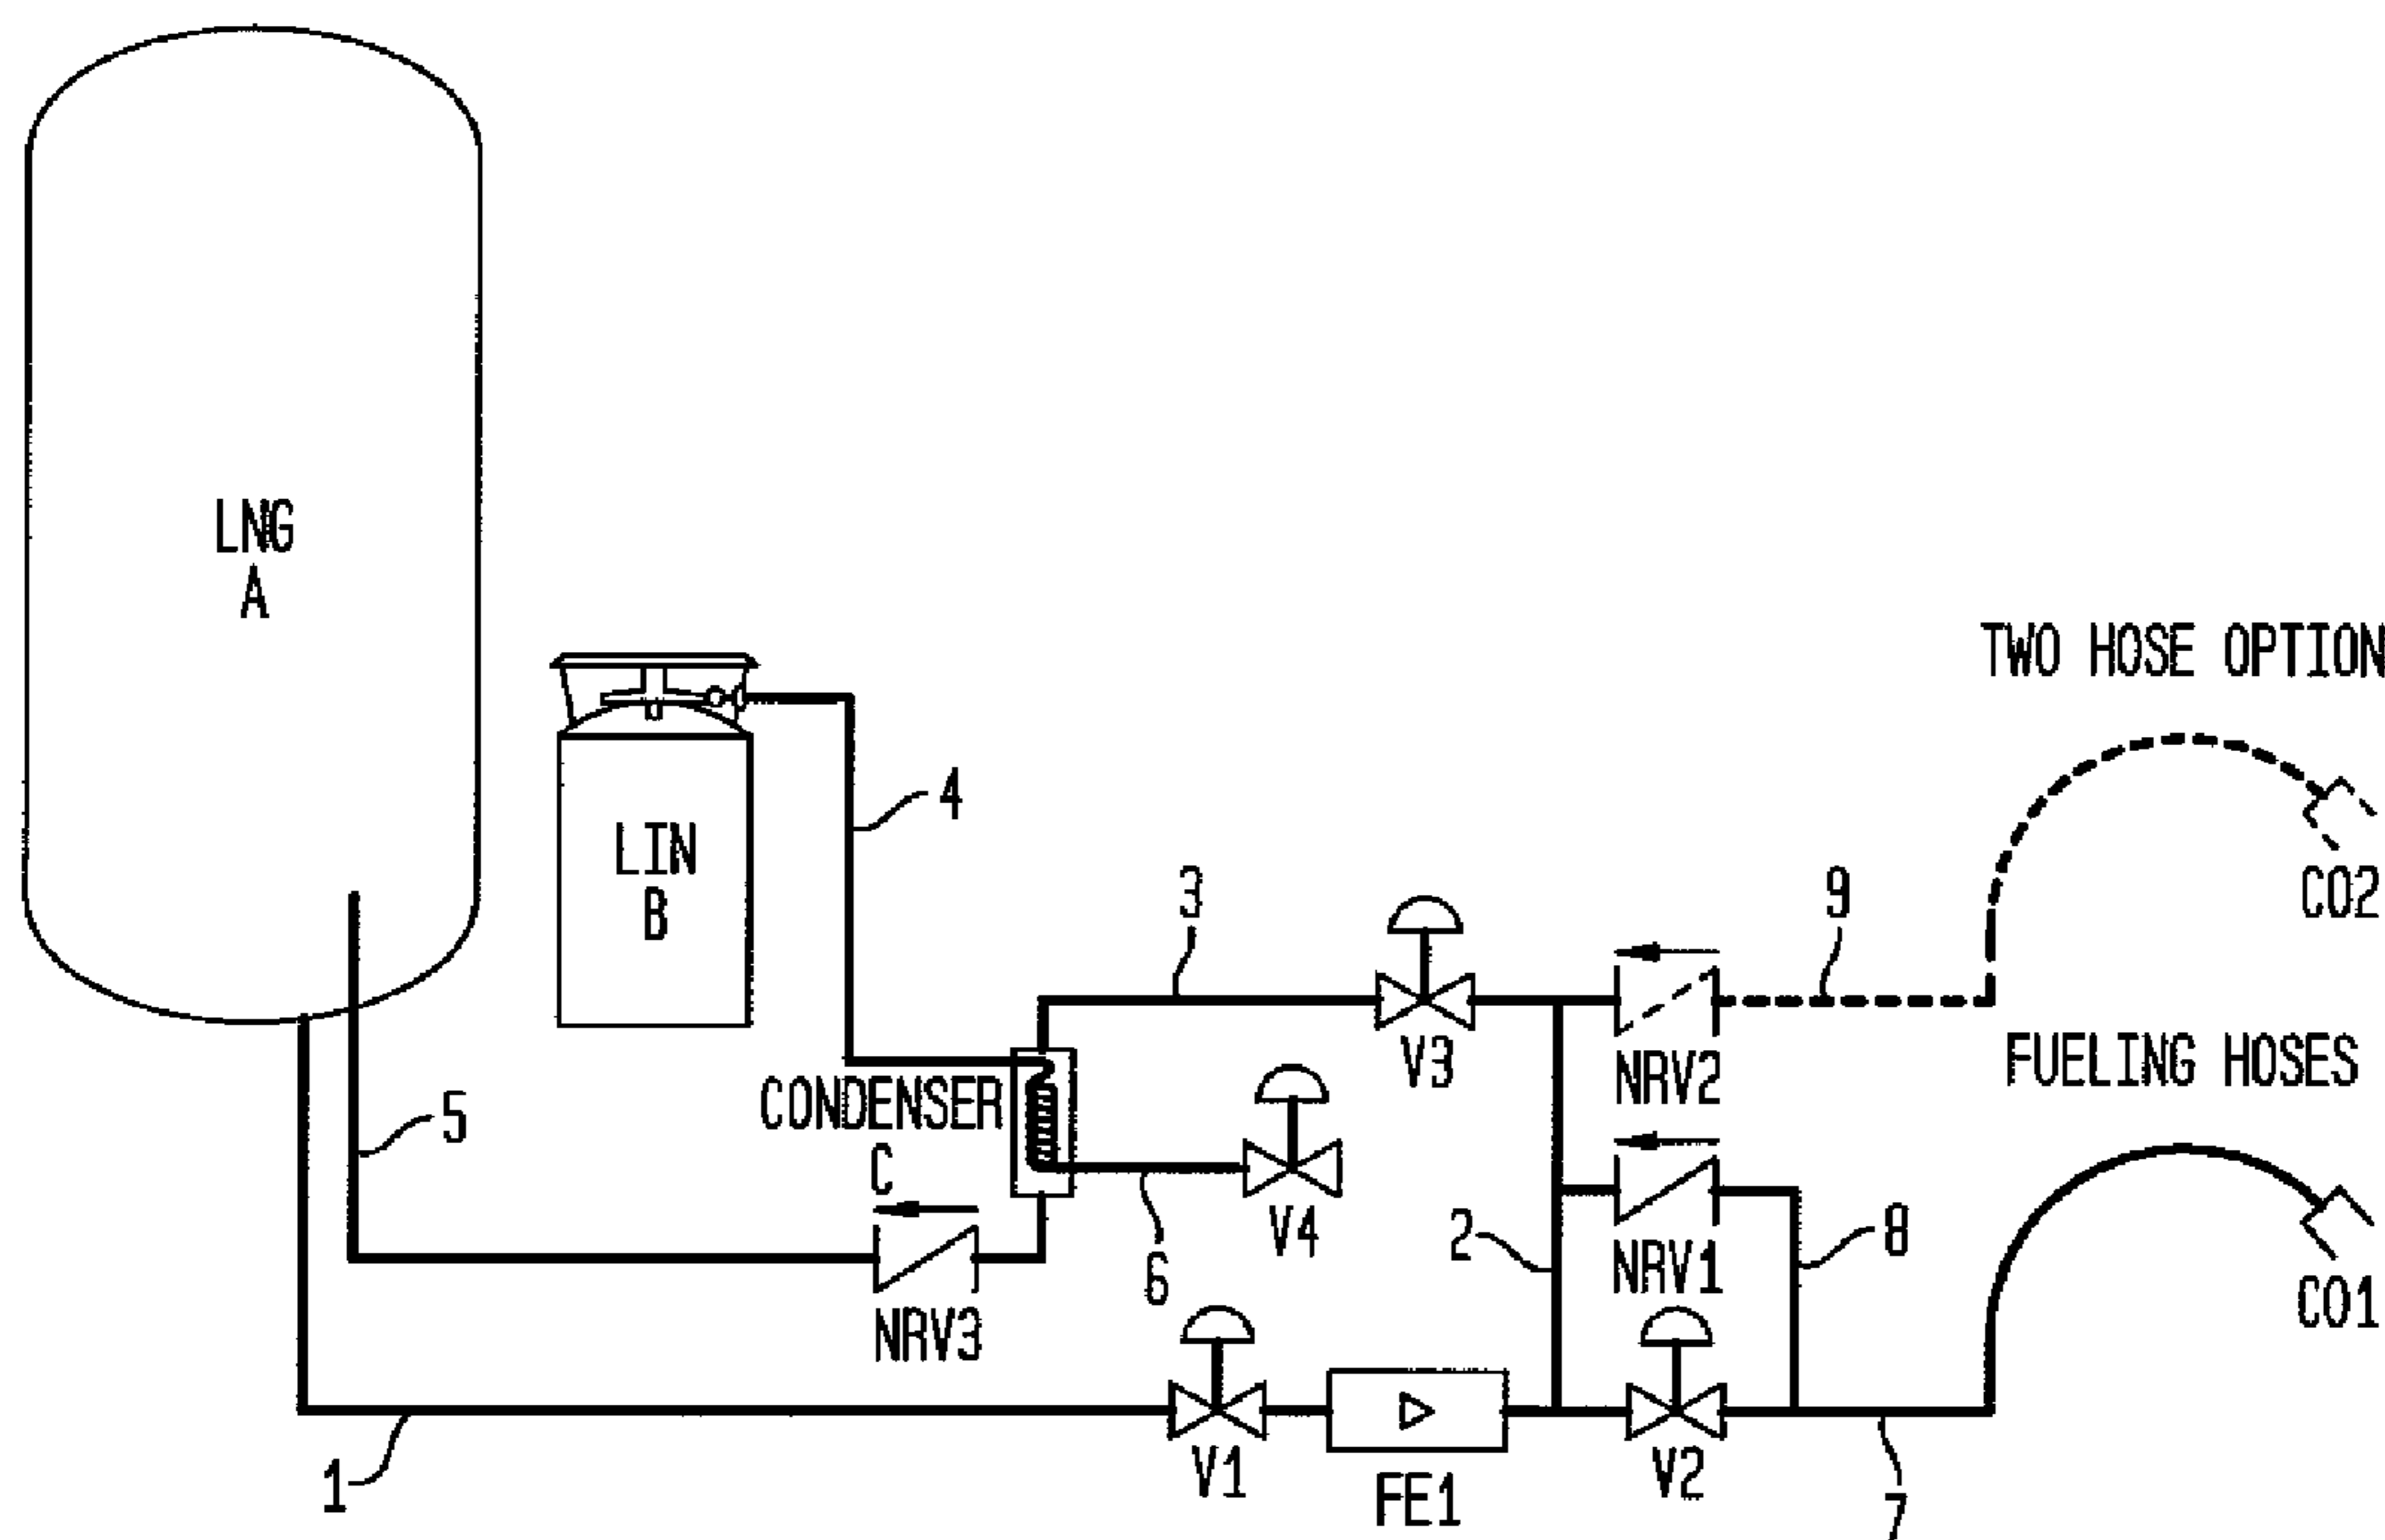 LNG
A
TWO HOSE OPTION
4
LIN
B
3
9
CO2
V3
NRV2
FUELING HOSES
CONDENSER
C
5
V4
6
2
NRV1
8
CO1
NRV3
V1
FE1
V2
1
7